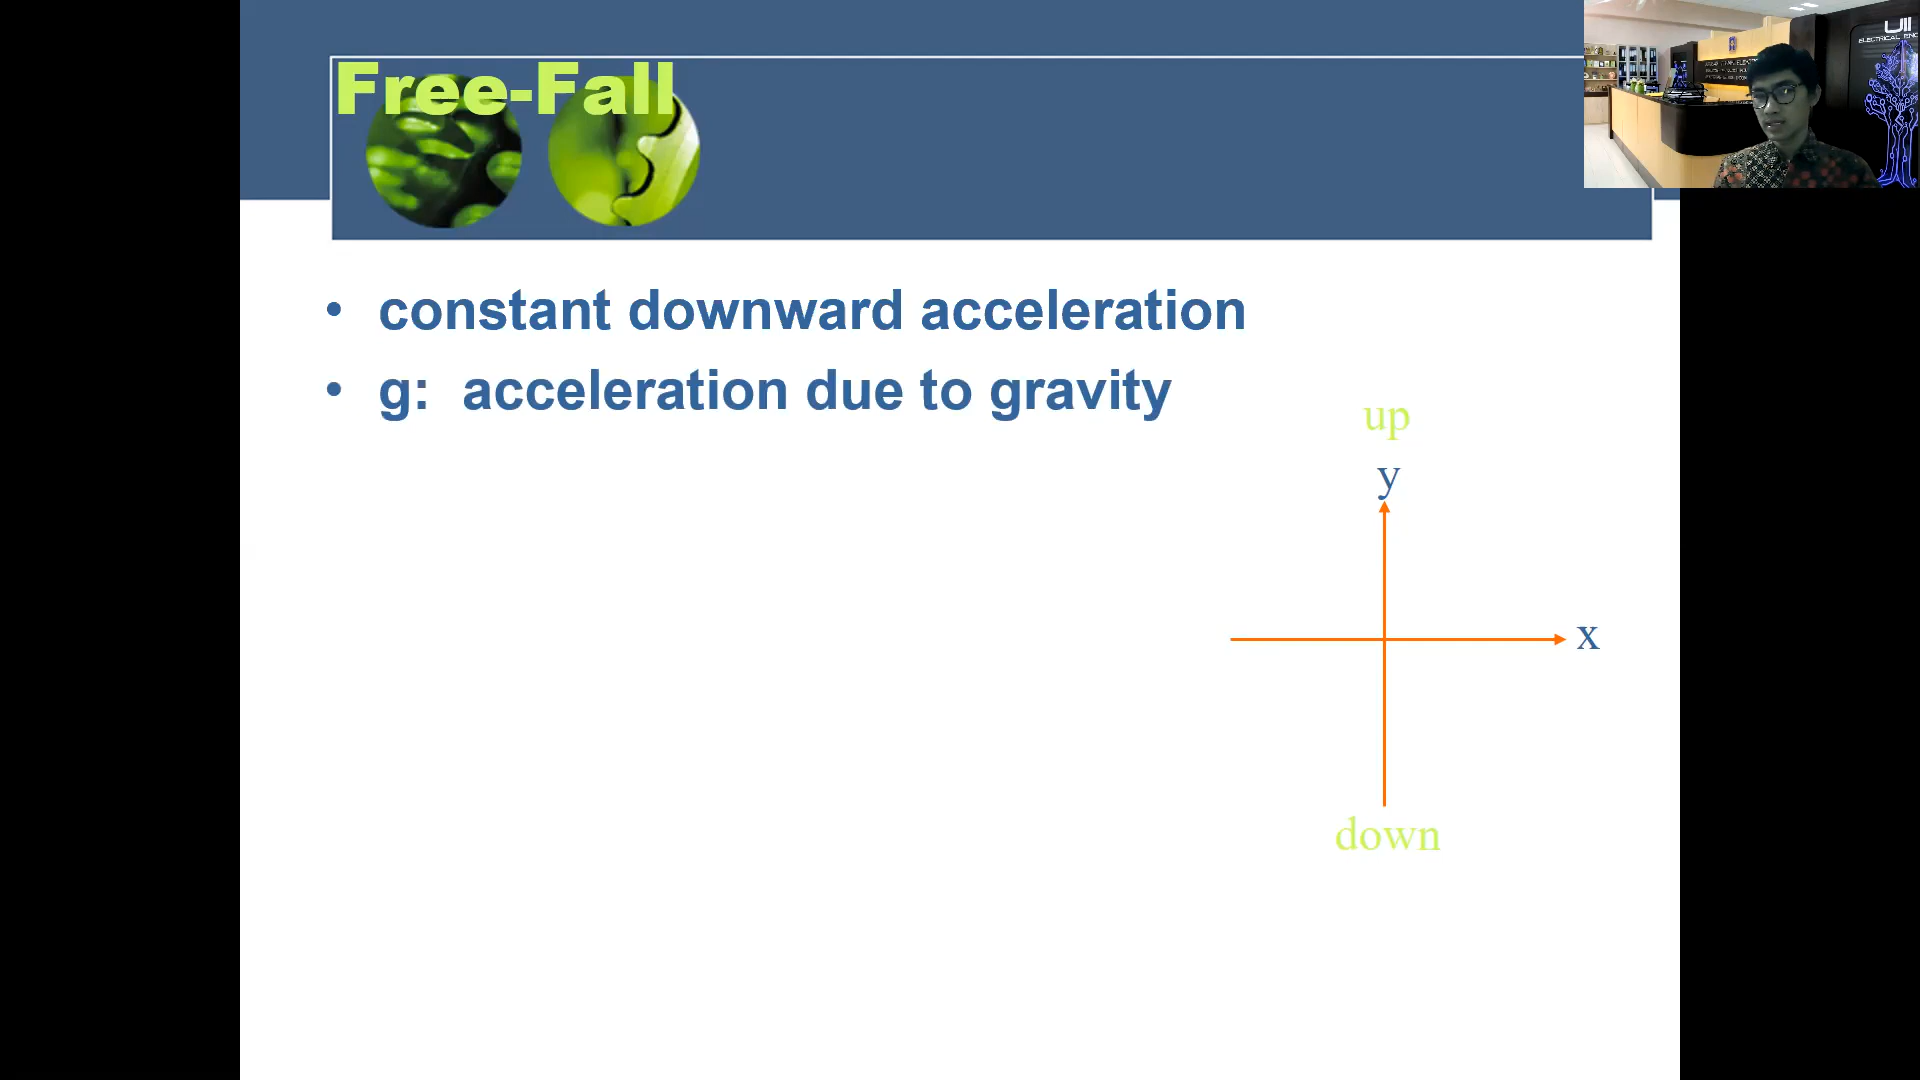 Free-Fall
• constant downward acceleration
• g: acceleration due to gravity
up
y
x
down
UII